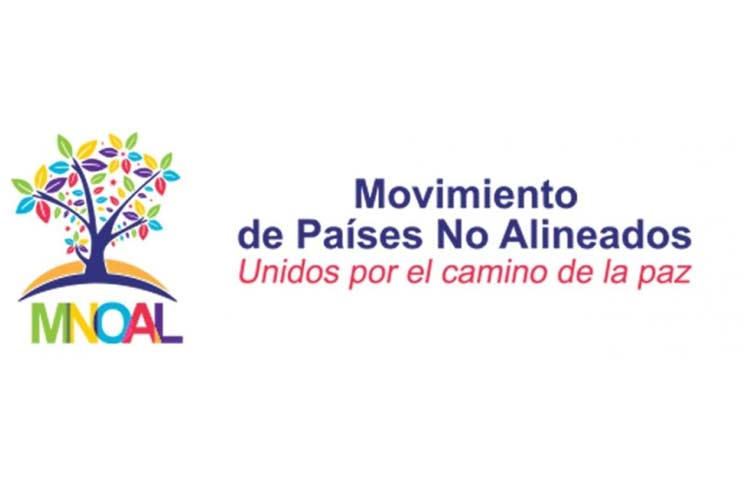 MNOAL
Movimiento
de Países No Alineados
Unidos por el camino de la paz